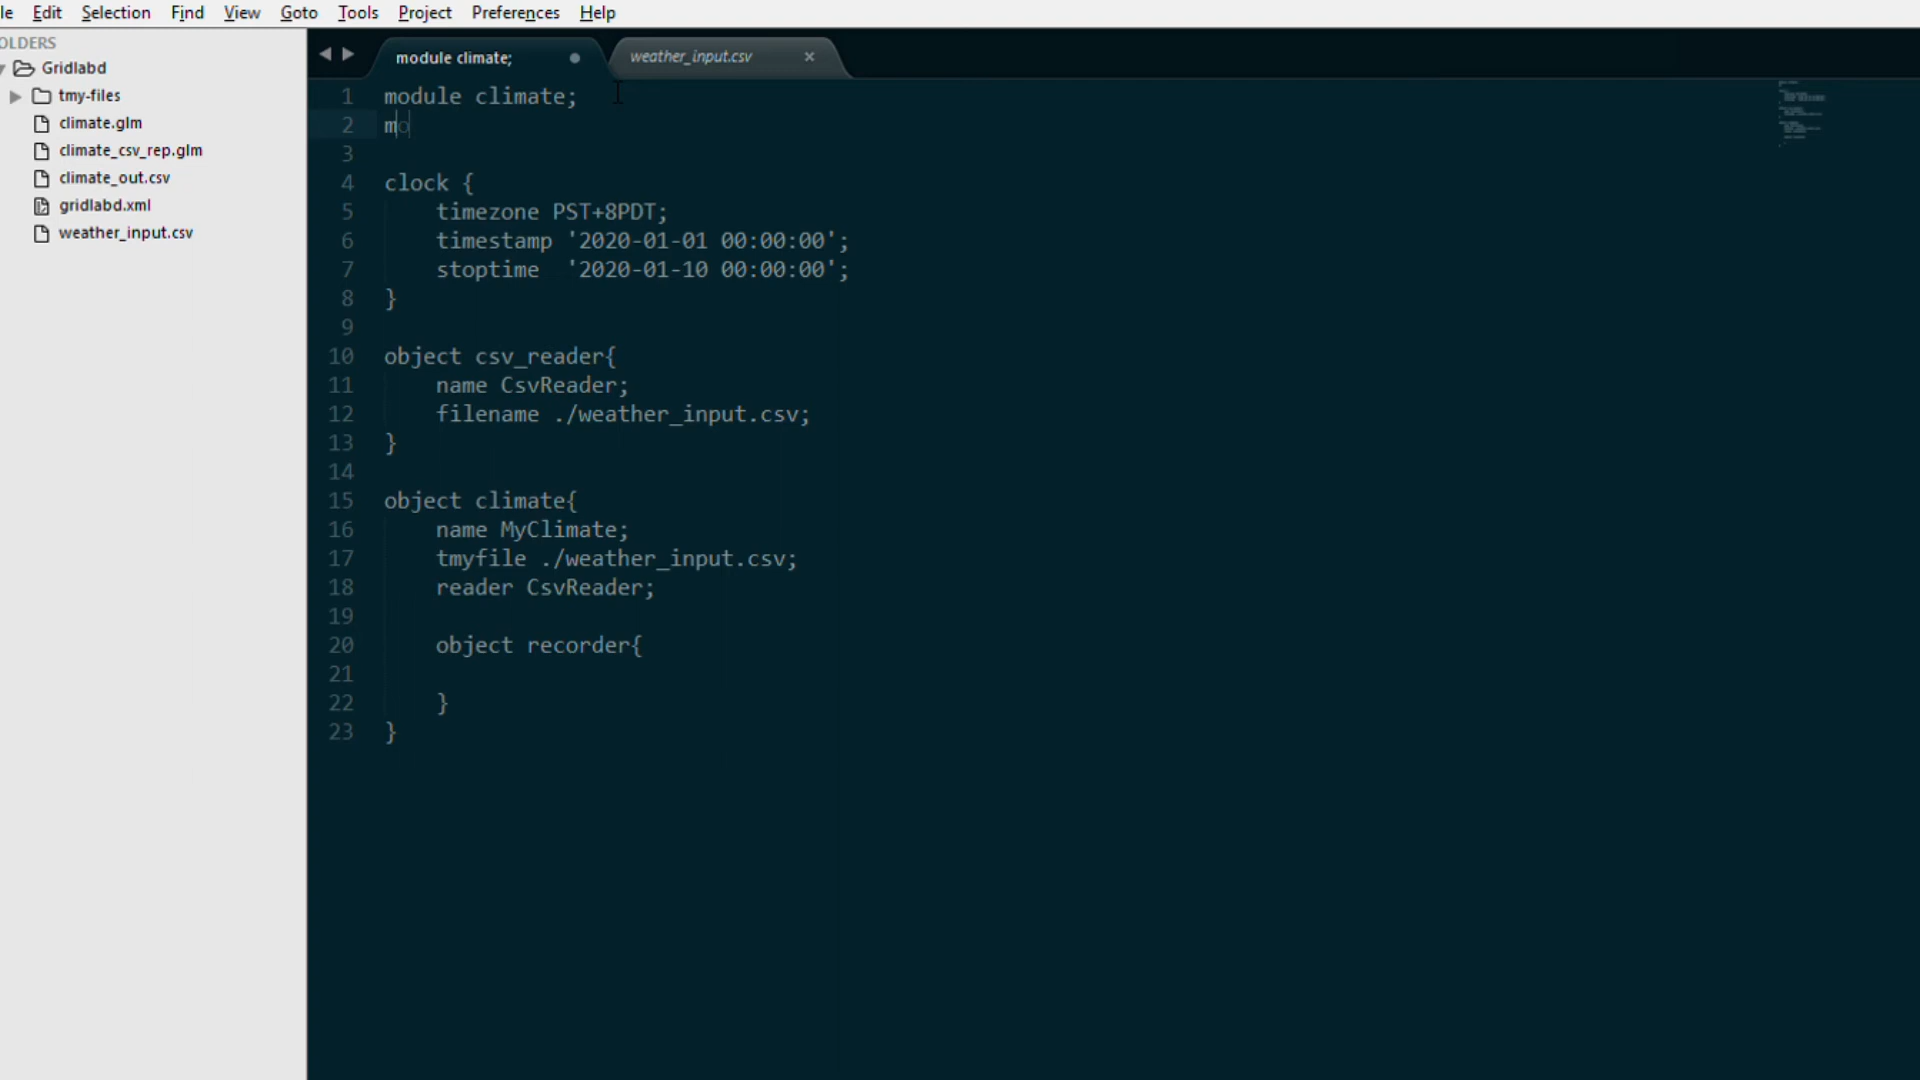 le Edit Selection Find View Goto Tools Project Preferences Help
OLDERS
Gridlabd
tmy-files
climate.glm
climate_csv_rep.glm
climate_out.csv
gridlabd.xml
weather_input.csv
module climate;
weather_input.csv
1 module climate;
2 mo
3
4 clock {
5 timezone PST+8PDT;
6 timestamp '2020-01-01 00:00:00';
7 stoptime '2020-01-10 00:00:00';
8 }
9
10 object csv_reader{
11 name CsvReader;
12 filename ./weather_input.csv;
13 }
14
15 object climate{
16 name MyClimate;
17 tmyfile ./weather_input.csv;
18 reader CsvReader;
19
20 object recorder{
21
22 }
23 }